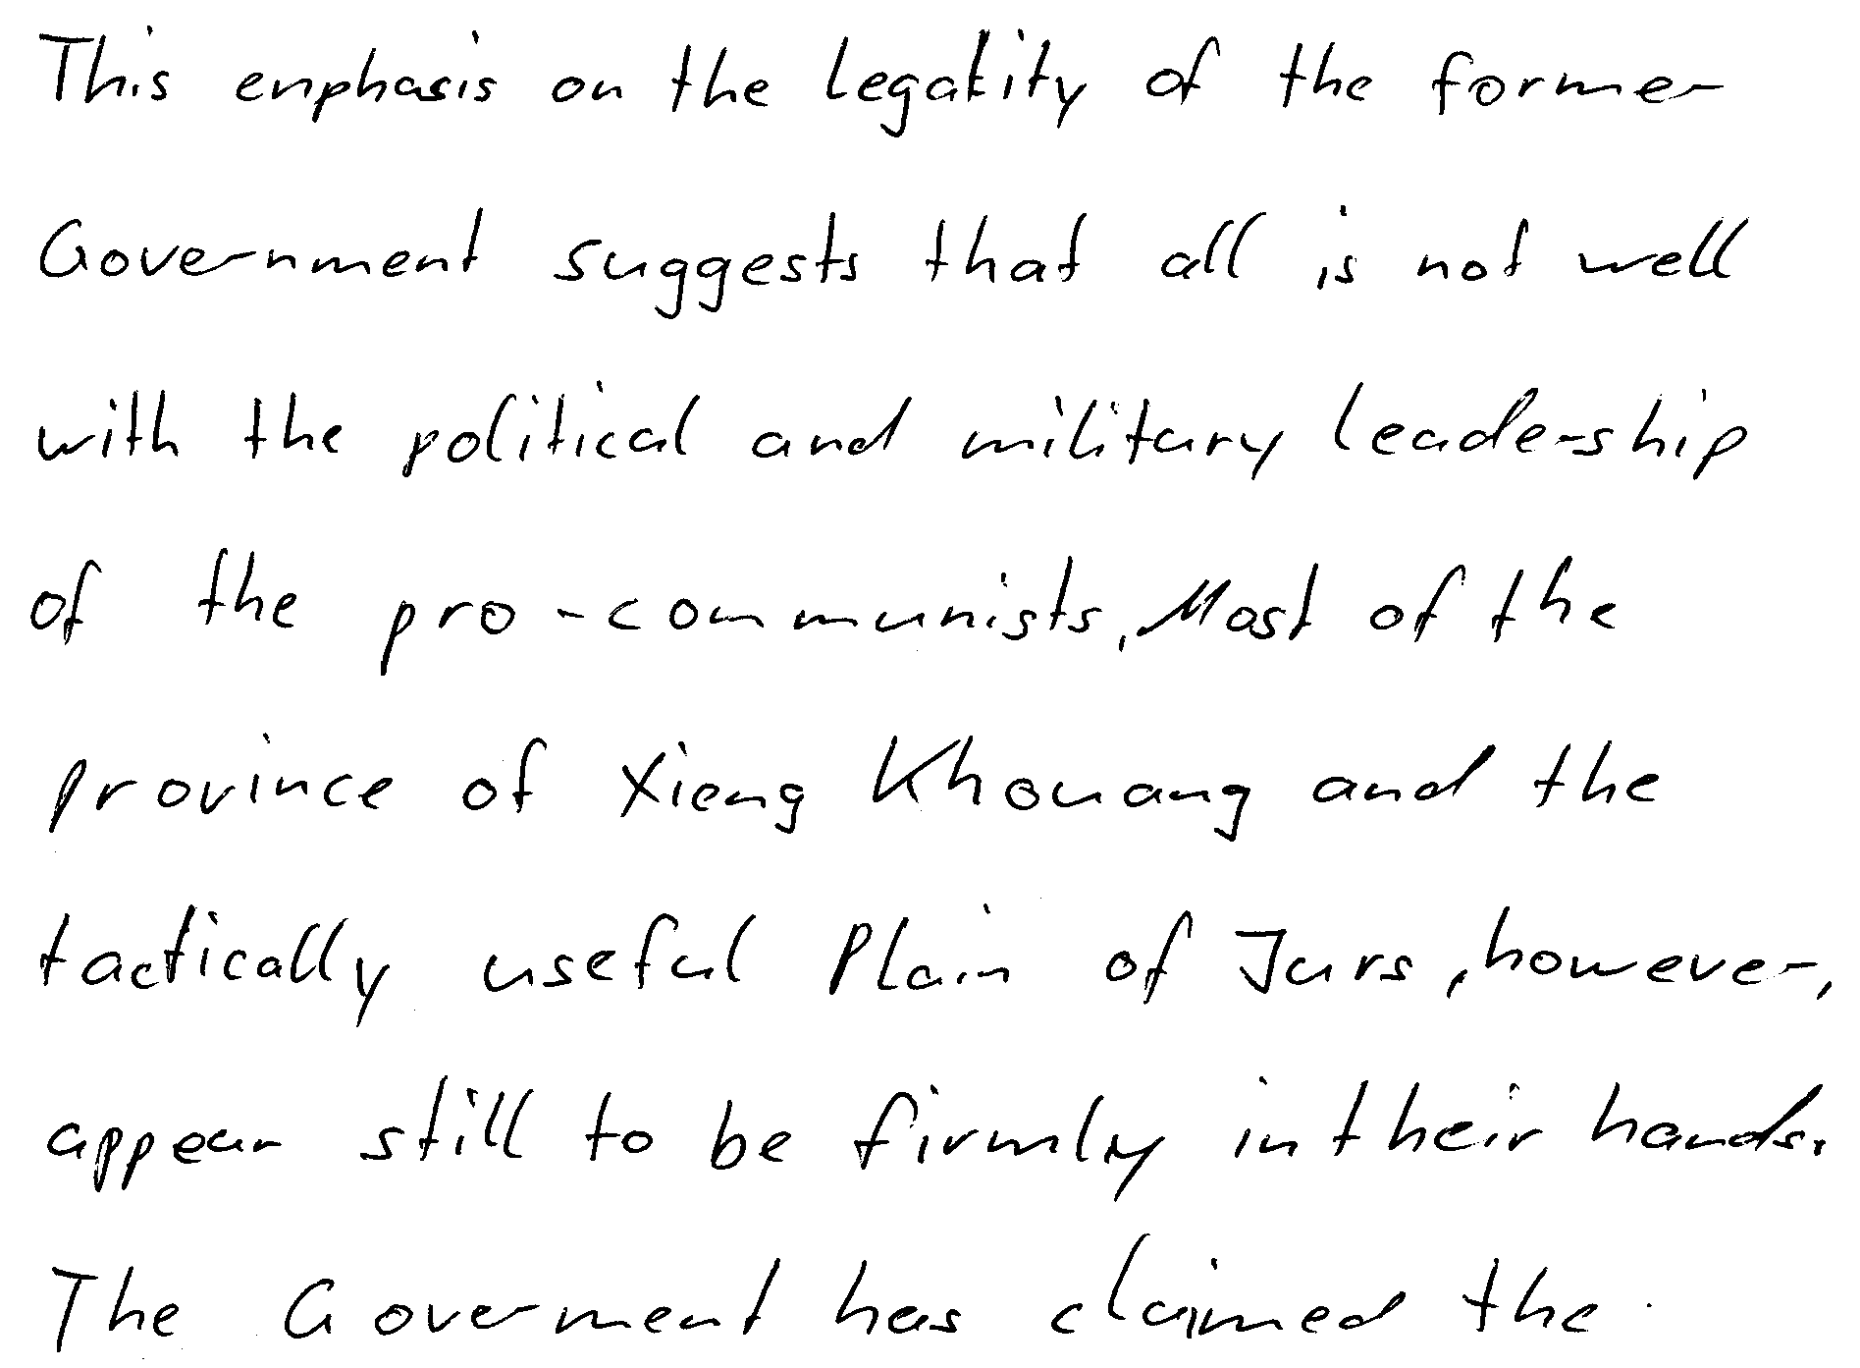 This enphasis on the legality of the former
Government suggests that all is not well
with the political and military leadership
of the pro-communists. Most of the
province of Xieng Khouang and the
tactically useful Plain of Jars, however,
appear still to be firmly in their hands.
The Goverment has claimed the